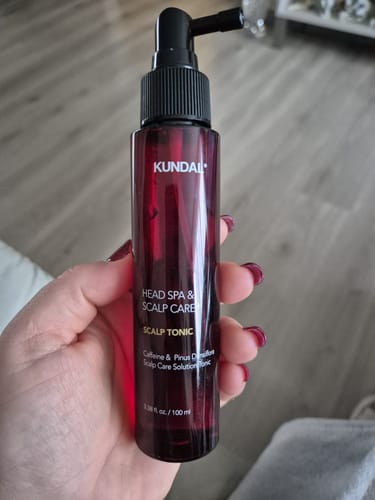 KUNDAL®
HEAD SPA &
SCALP CARE+
SCALP TONIC
Caffeine & Pinus Densiflora
Scalp Care Solution Tonic
3.38 fl. oz. / 100 ml